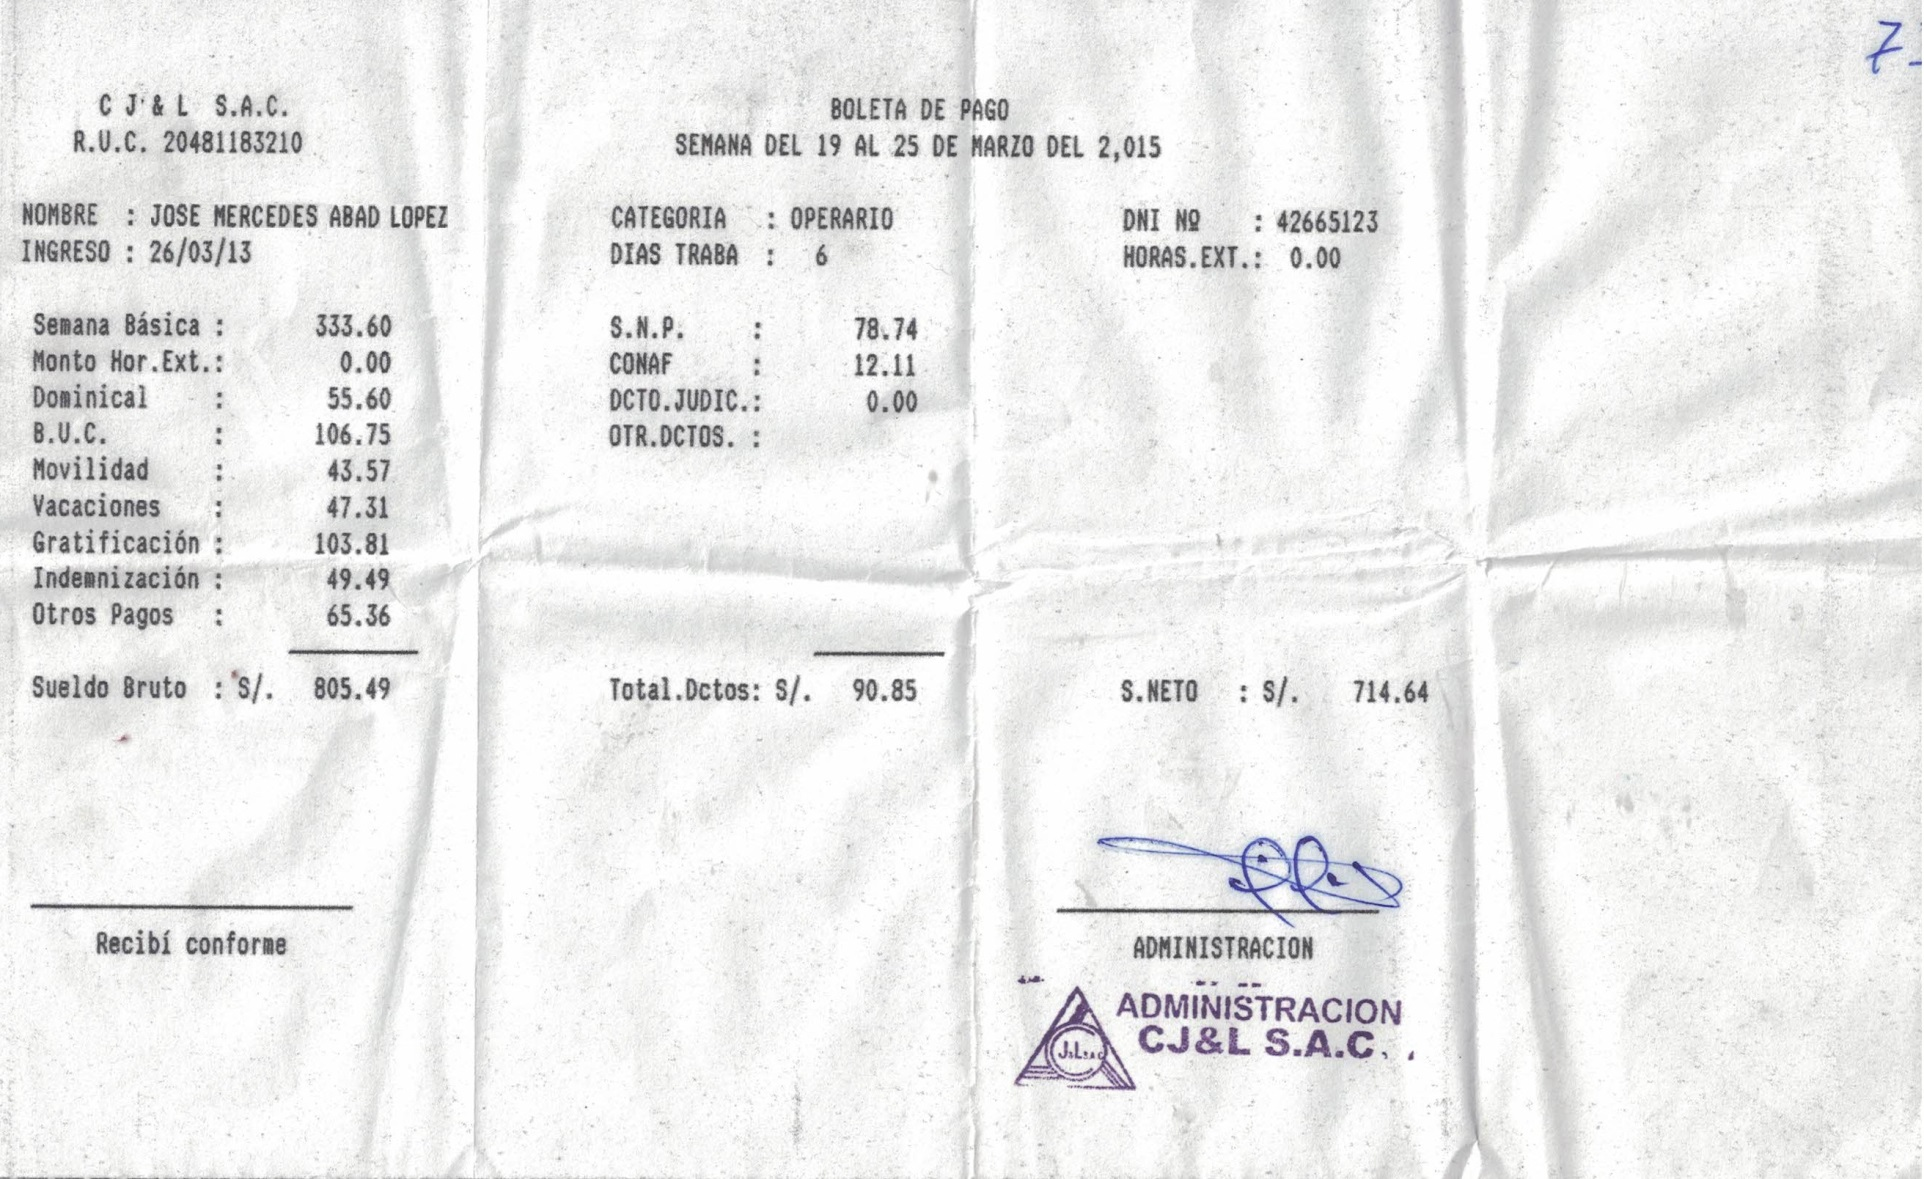 7-
C J & L S.A.C.
R.U.C. 20481183210
BOLETA DE PAGO
SEMANA DEL 19 AL 25 DE MARZO DEL 2,015
NOMBRE : JOSE MERCEDES ABAD LOPEZ CATEGORIA : OPERARIO DNI Nº : 42665123
INGRESO : 26/03/13 DIAS TRABA : 6 HORAS.EXT.: 0.00
Semana Básica : 333.60 S.N.P. : 78.74
Monto Hor.Ext.: 0.00 CONAF : 12.11
Dominical : 55.60 DCTO.JUDIC.: 0.00
B.U.C. : 106.75 OTR.DCTOS. :
Movilidad : 43.57
Vacaciones : 47.31
Gratificación : 103.81
Indemnización : 49.49
Otros Pagos : 65.36
Sueldo Bruto : S/. 805.49 Total.Dctos: S/. 90.85 S.NETO : S/. 714.64
Recibí conforme ADMINISTRACION
ADMINISTRACION
CJ&L S.A.C.